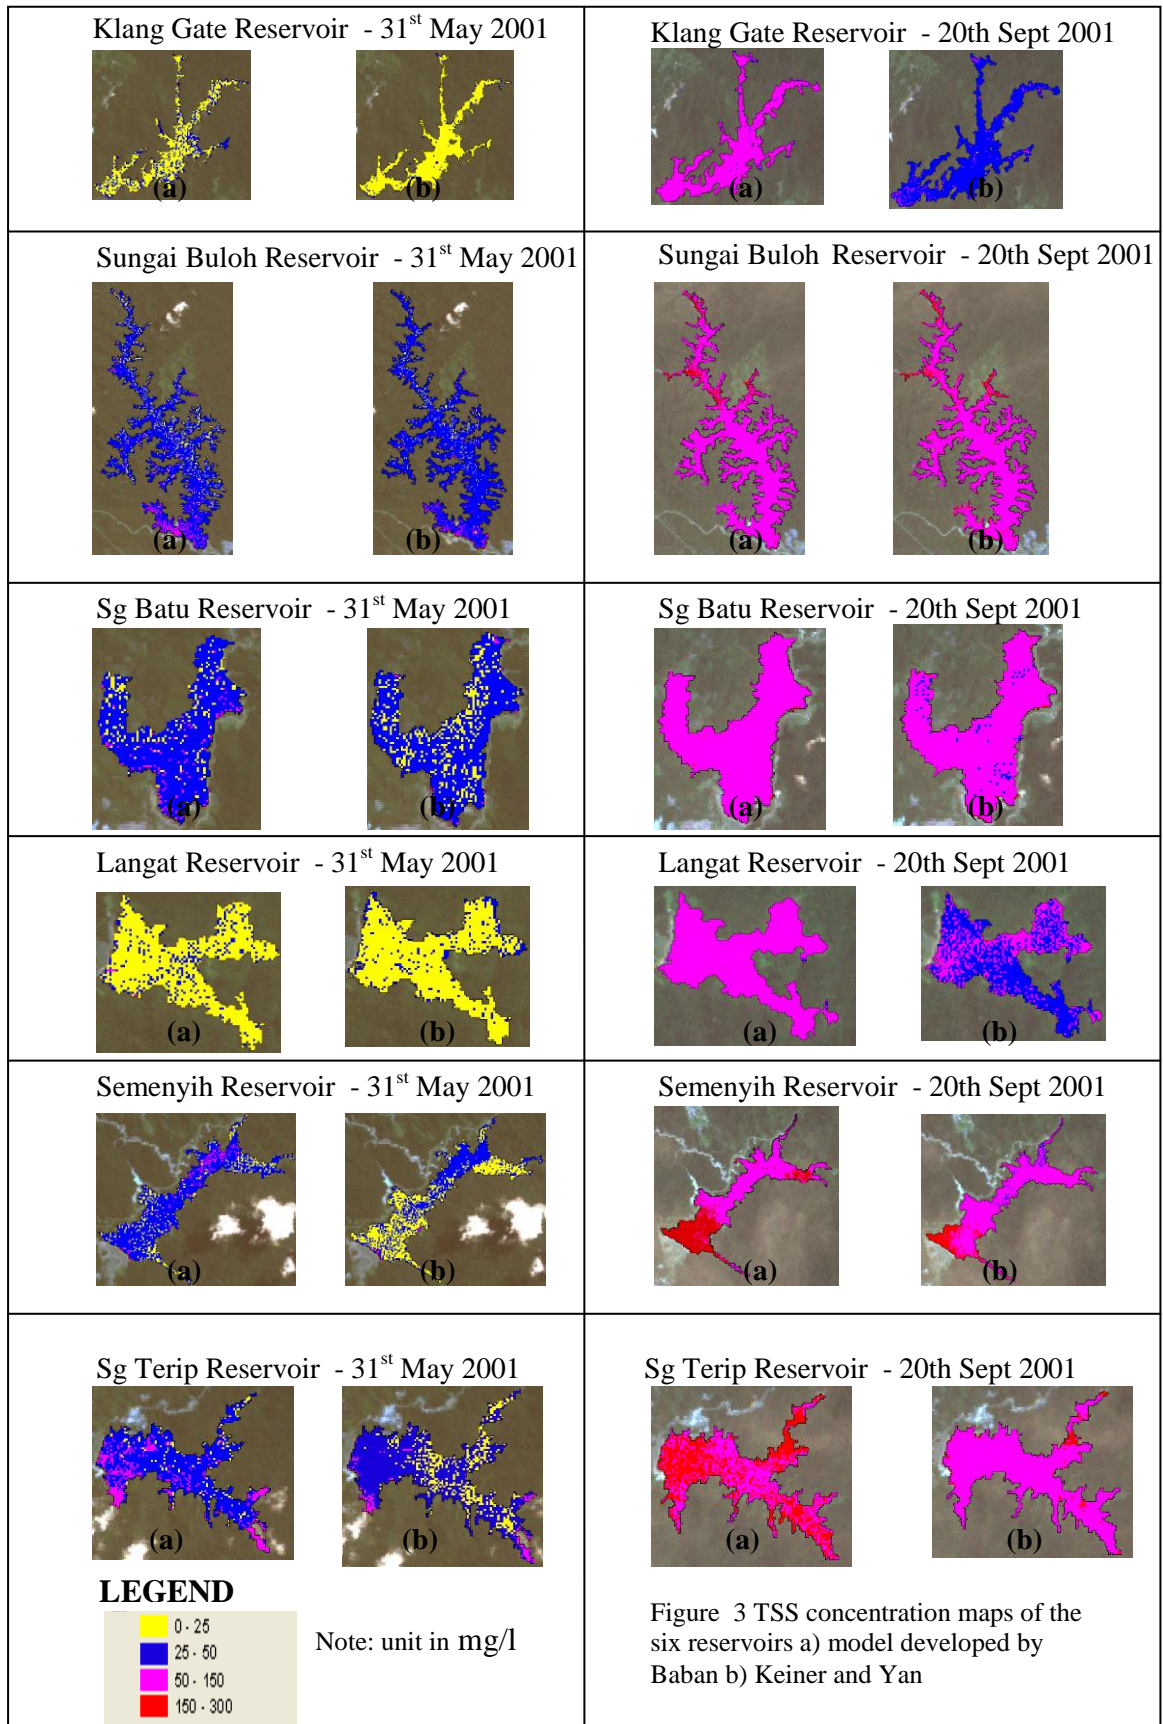 Klang Gate Reservoir - 31st May 2001
(a)
(b)
Klang Gate Reservoir - 20th Sept 2001
(a)
(b)
Sungai Buloh Reservoir - 31st May 2001
(a)
(b)
Sungai Buloh Reservoir - 20th Sept 2001
(a)
(b)
Sg Batu Reservoir - 31st May 2001
(a)
(b)
Sg Batu Reservoir - 20th Sept 2001
(a)
(b)
Langat Reservoir - 31st May 2001
(a)
(b)
Langat Reservoir - 20th Sept 2001
(a)
(b)
Semenyih Reservoir - 31st May 2001
(a)
(b)
Semenyih Reservoir - 20th Sept 2001
(a)
(b)
Sg Terip Reservoir - 31st May 2001
(a)
(b)
Sg Terip Reservoir - 20th Sept 2001
(a)
(b)
LEGEND
0 - 25
25 - 50
50 - 150
150 - 300
Note: unit in mg/l
Figure 3 TSS concentration maps of the
six reservoirs a) model developed by
Baban b) Keiner and Yan